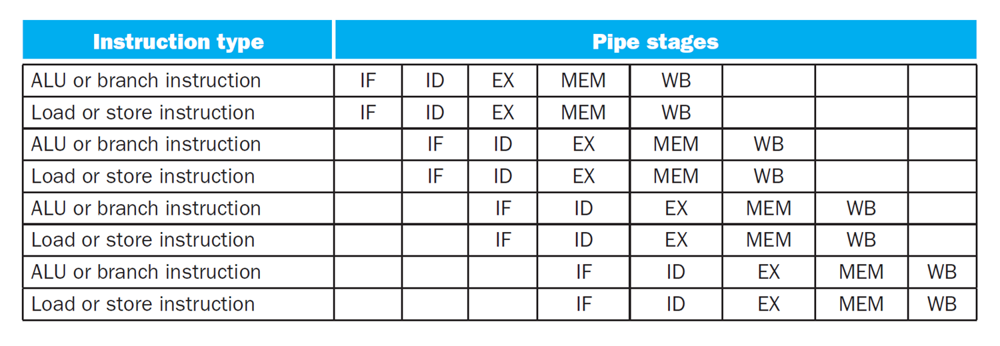 Instruction type Pipe stages
ALU or branch instruction IF ID EX MEM WB
Load or store instruction IF ID EX MEM WB
ALU or branch instruction IF ID EX MEM WB
Load or store instruction IF ID EX MEM WB
ALU or branch instruction IF ID EX MEM WB
Load or store instruction IF ID EX MEM WB
ALU or branch instruction IF ID EX MEM WB
Load or store instruction IF ID EX MEM WB